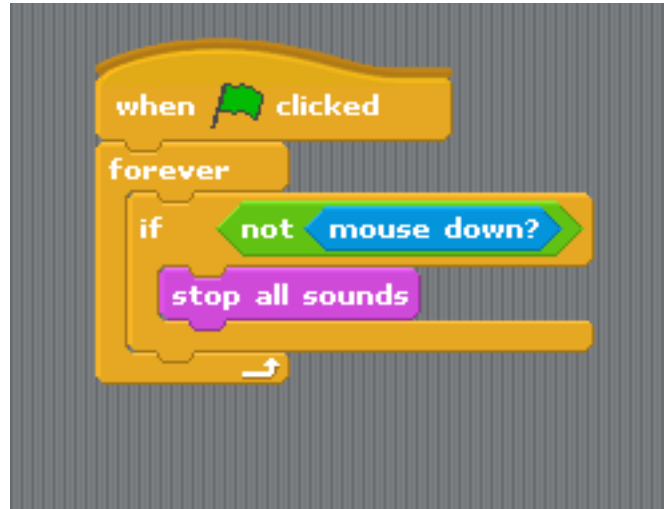 when clicked
forever
if not mouse down?
stop all sounds